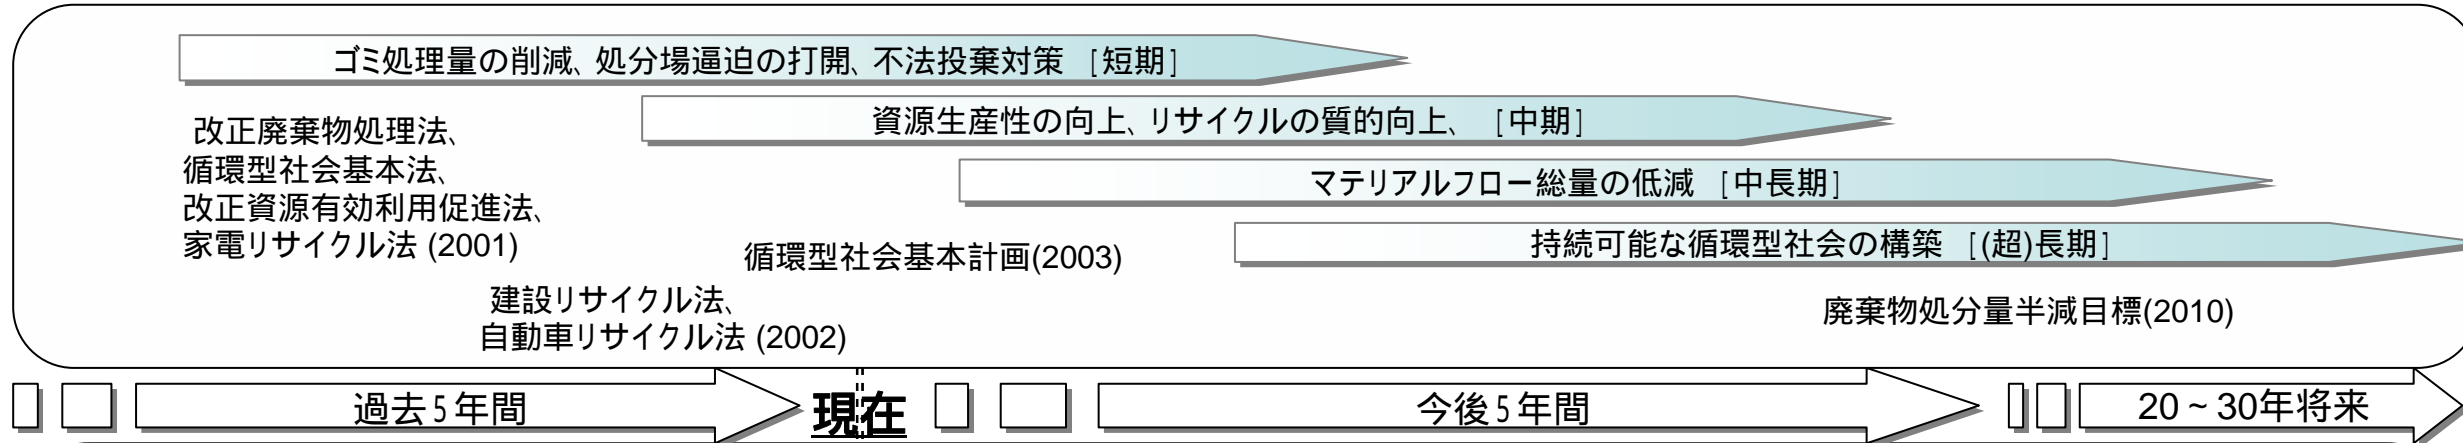 ゴミ処理量の削減、処分場逼迫の打開、不法投棄対策 [短期]
資源生産性の向上、リサイクルの質的向上、 [中期]
改正廃棄物処理法、
循環型社会基本法、
改正資源有効利用促進法、
家電リサイクル法 (2001)
マテリアルフロー総量の低減 [中長期]
持続可能な循環型社会の構築 [(超)長期]
循環型社会基本計画(2003)
建設リサイクル法、
自動車リサイクル法 (2002)
廃棄物処分量半減目標(2010)
過去5年間
現在
今後5年間
20~30年将来